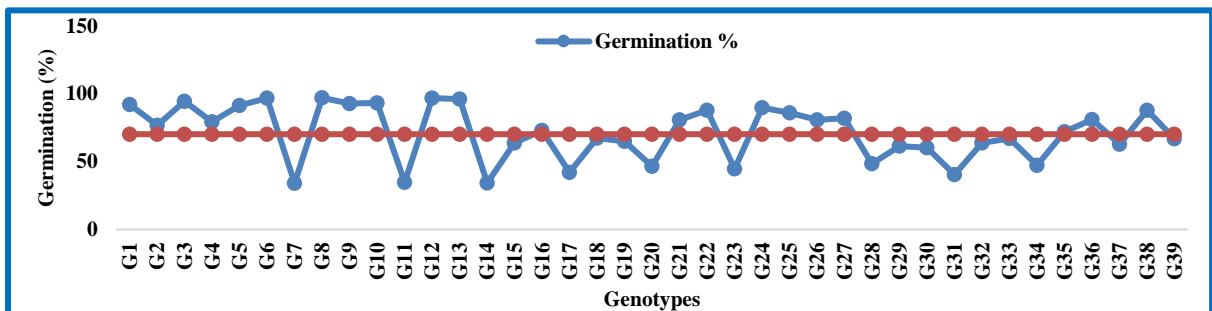 150
Germination %
100
50
0
Germination (%)
G1 G2 G3 G4 G5 G6 G7 G8 G9 G10 G11 G12 G13 G14 G15 G16 G17 G18 G19 G20 G21 G22 G23 G24 G25 G26 G27 G28 G29 G30 G31 G32 G33 G34 G35 G36 G37 G38 G39
Genotypes